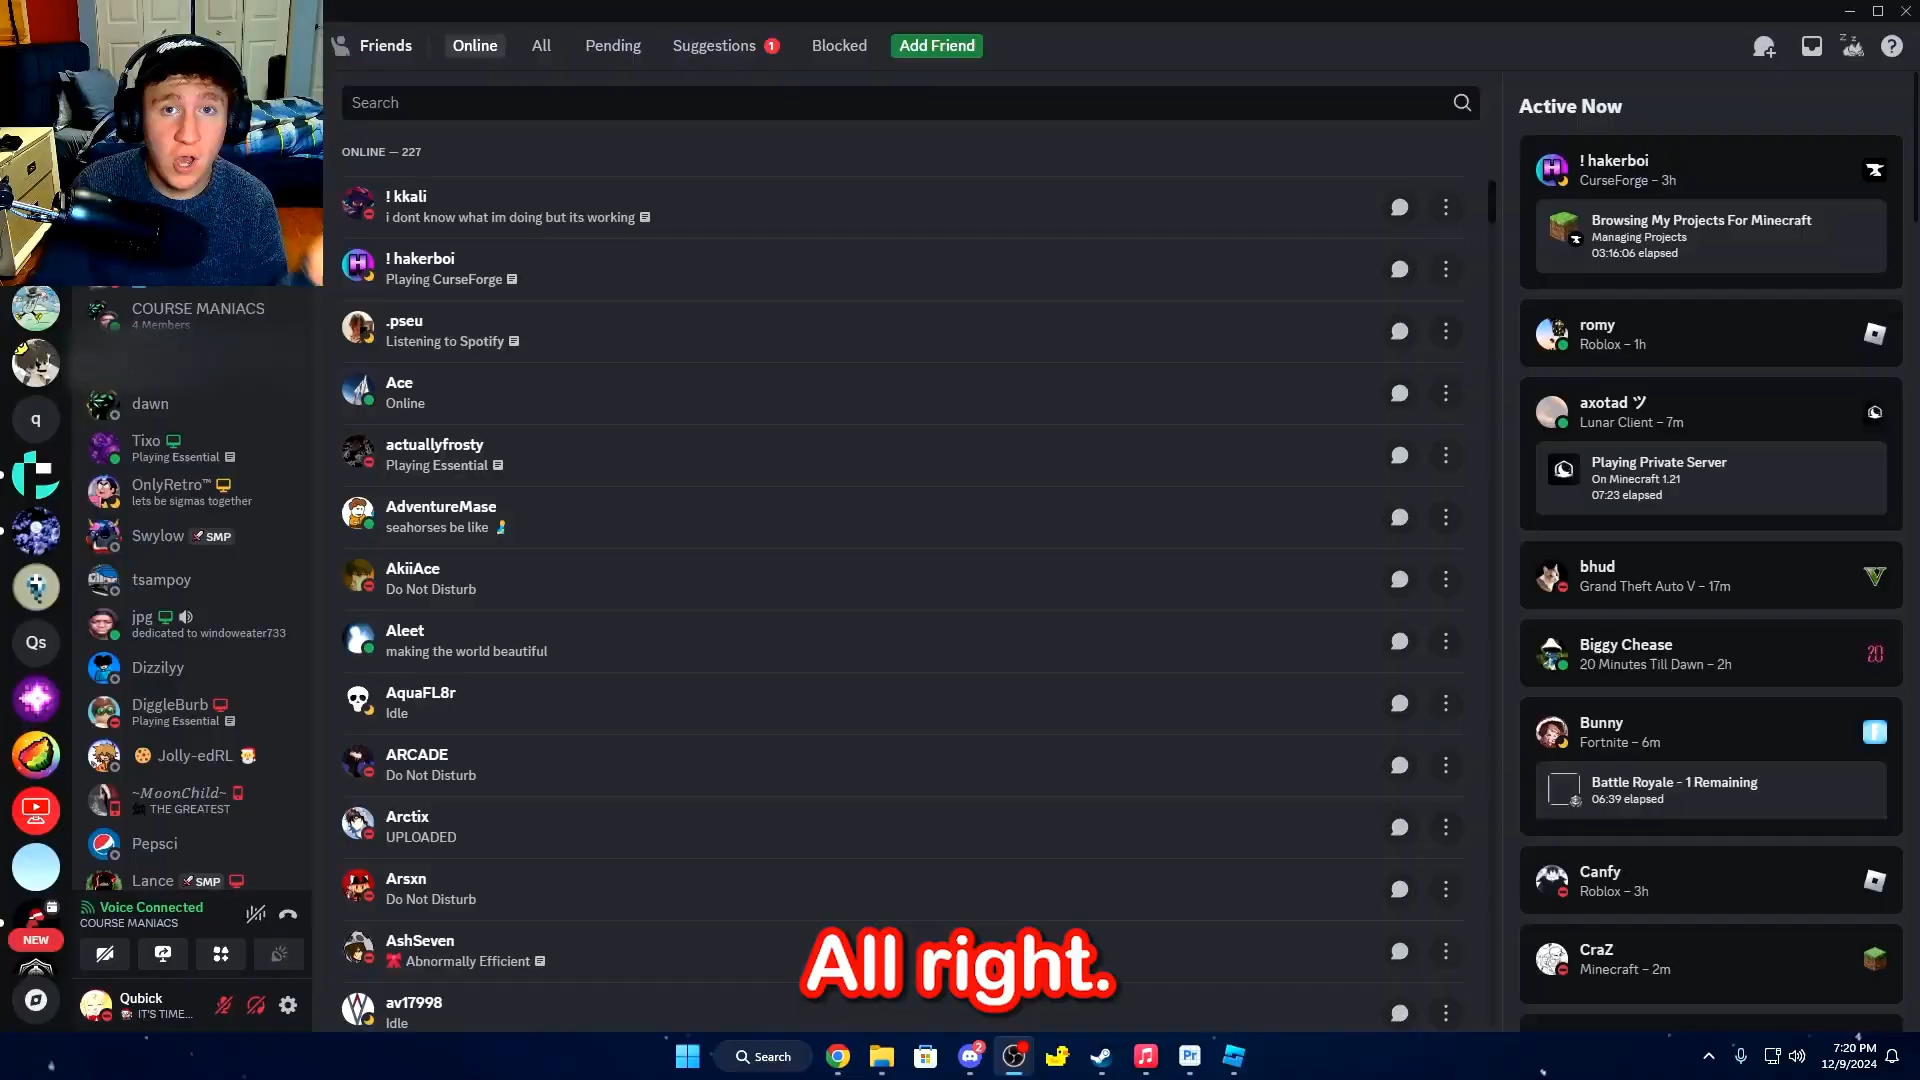 Friends
Online
All
Pending
Suggestions 1
Blocked
Add Friend
Search
ONLINE — 227
! kkali
i dont know what im doing but its working
! hakerboi
Playing CurseForge
.pseu
Listening to Spotify
Ace
Online
actuallyfrosty
Playing Essential
AdventureMase
seahorses be like
AkiiAce
Do Not Disturb
Aleet
making the world beautiful
AquaFL8r
Idle
ARCADE
Do Not Disturb
Arctix
UPLOADED
Arsxn
Do Not Disturb
AshSeven
Abnormally Efficient
av17998
Idle
COURSE MANIACS
4 Members
dawn
Tixo
Playing Essential
OnlyRetro™
lets be sigmas together
Swylow SMP
tsampoy
jpg
dedicated to windoweater733
Dizzilyy
DiggleBurb
Playing Essential
Jolly-edRL
~MoonChild~
THE GREATEST
Pepsci
Lance SMP
q
Qs
NEW
Voice Connected
COURSE MANIACS
Qubick
IT'S TIME...
Active Now
! hakerboi
CurseForge – 3h
Browsing My Projects For Minecraft
Managing Projects
03:16:06 elapsed
romy
Roblox – 1h
axotad ツ
Lunar Client – 7m
Playing Private Server
On Minecraft 1.21
07:23 elapsed
bhud
Grand Theft Auto V – 17m
Biggy Chease
20 Minutes Till Dawn – 2h
20
Bunny
Fortnite – 6m
Battle Royale - 1 Remaining
06:39 elapsed
Canfy
Roblox – 3h
CraZ
Minecraft – 2m
All right.
Search
2
Pr
7:20 PM
12/9/2024